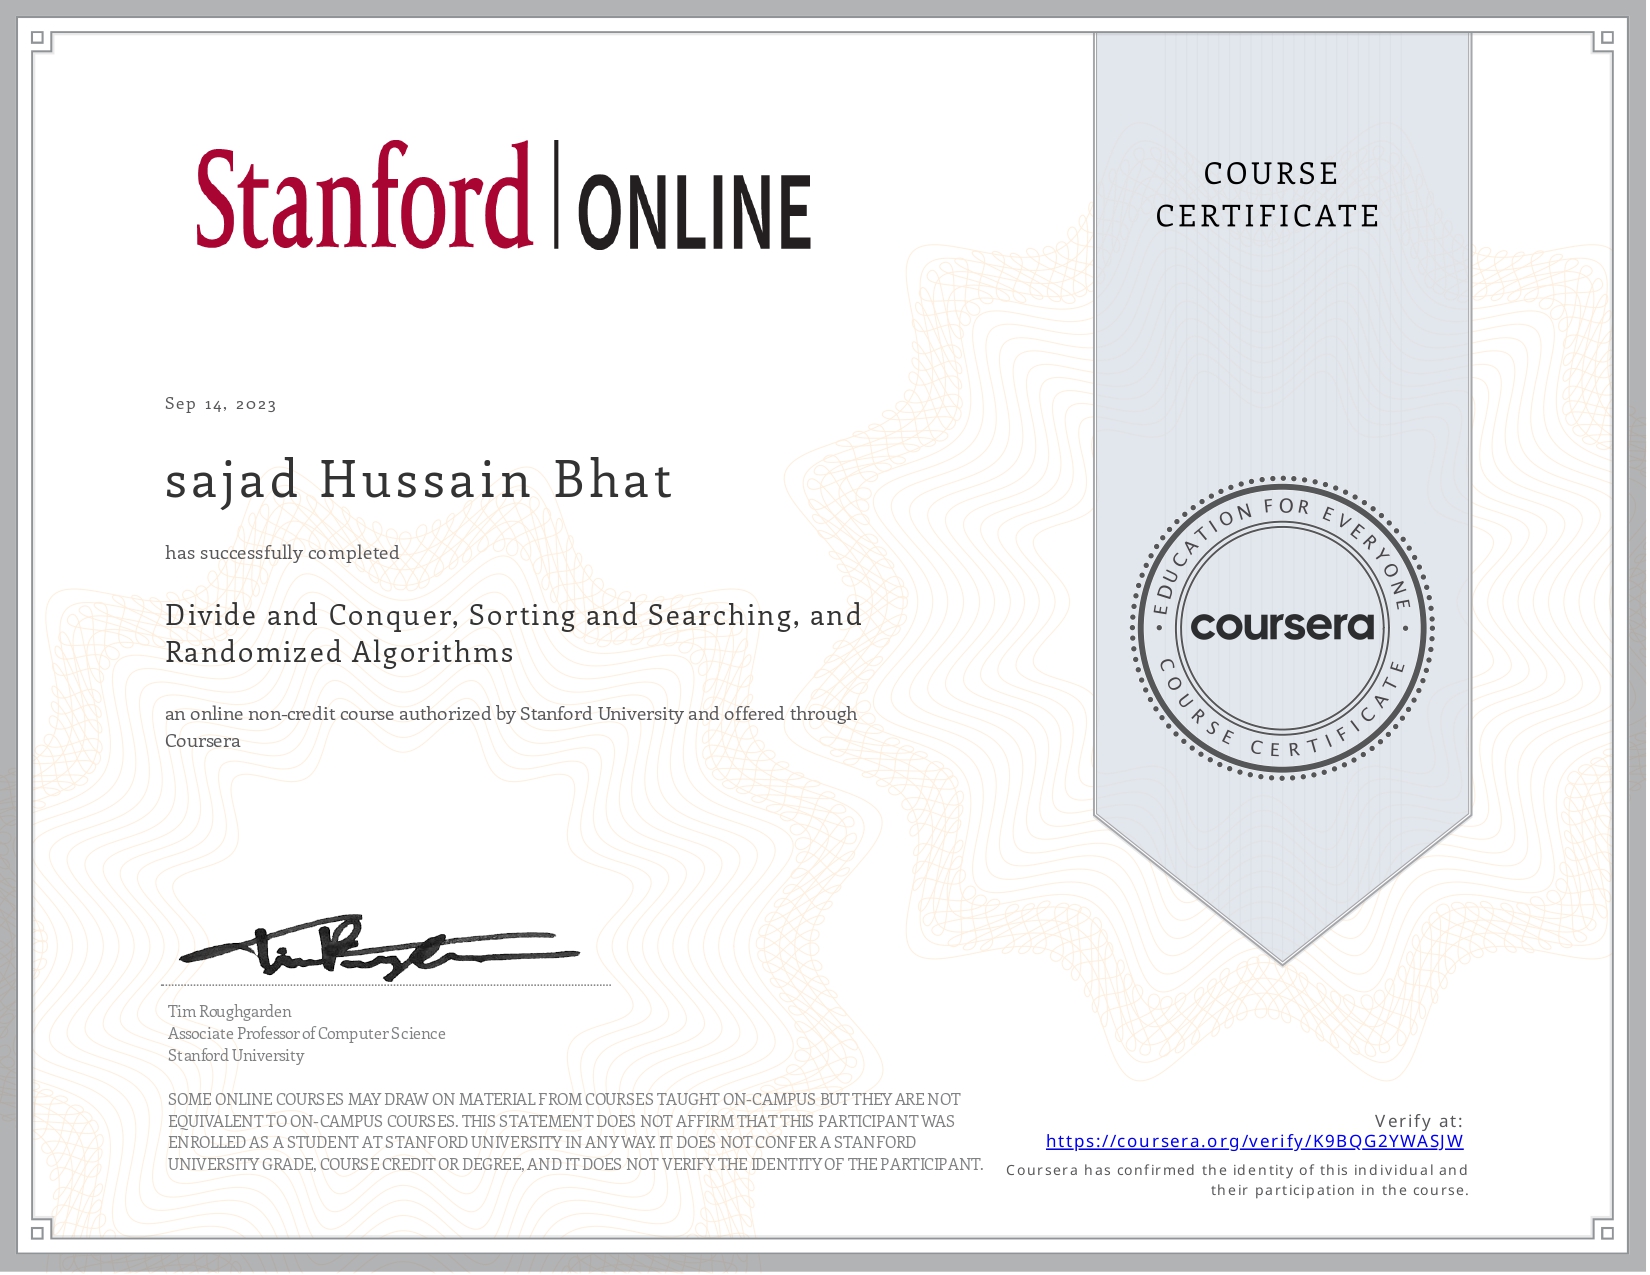 Stanford | ONLINE
COURSE
CERTIFICATE
Sep 14, 2023
sajad Hussain Bhat
has successfully completed
Divide and Conquer, Sorting and Searching, and
Randomized Algorithms
an online non-credit course authorized by Stanford University and offered through
Coursera
EDUCATION FOR EVERYONE
coursera
COURSE CERTIFICATE
Tim Roughgarden
Associate Professor of Computer Science
Stanford University
SOME ONLINE COURSES MAY DRAW ON MATERIAL FROM COURSES TAUGHT ON-CAMPUS BUT THEY ARE NOT
EQUIVALENT TO ON-CAMPUS COURSES. THIS STATEMENT DOES NOT AFFIRM THAT THIS PARTICIPANT WAS
ENROLLED AS A STUDENT AT STANFORD UNIVERSITY IN ANY WAY. IT DOES NOT CONFER A STANFORD
UNIVERSITY GRADE, COURSE CREDIT OR DEGREE, AND IT DOES NOT VERIFY THE IDENTITY OF THE PARTICIPANT.
Verify at:
https://coursera.org/verify/K9BQG2YWASJW
Coursera has confirmed the identity of this individual and
their participation in the course.